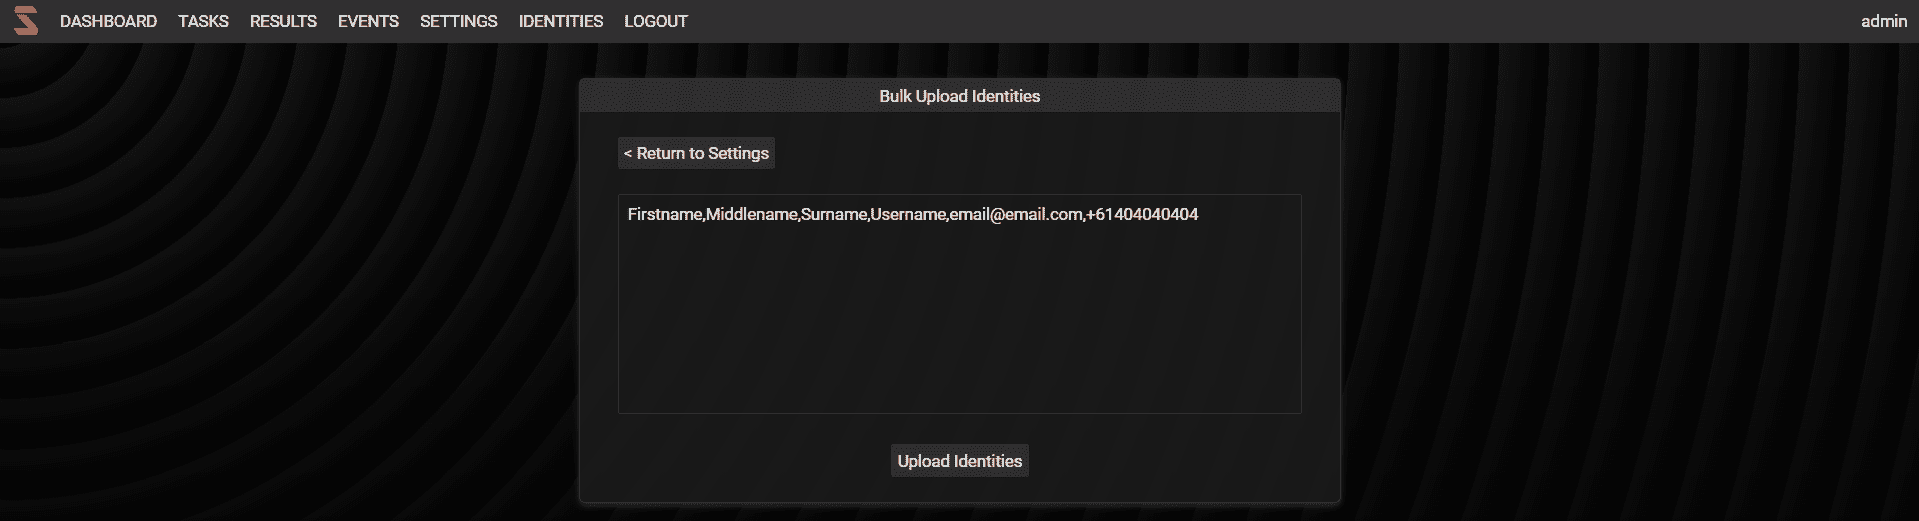 DASHBOARD TASKS RESULTS EVENTS SETTINGS IDENTITIES LOGOUT admin
Bulk Upload Identities
< Return to Settings
Firstname,Middlename,Surname,Username,email@email.com,+61404040404
Upload Identities